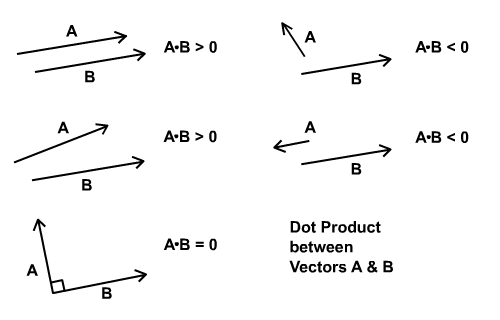 A
B
A•B > 0
A
B
A•B < 0
A
B
A•B > 0
A
B
A•B < 0
A
B
A•B = 0
Dot Product
between
Vectors A & B